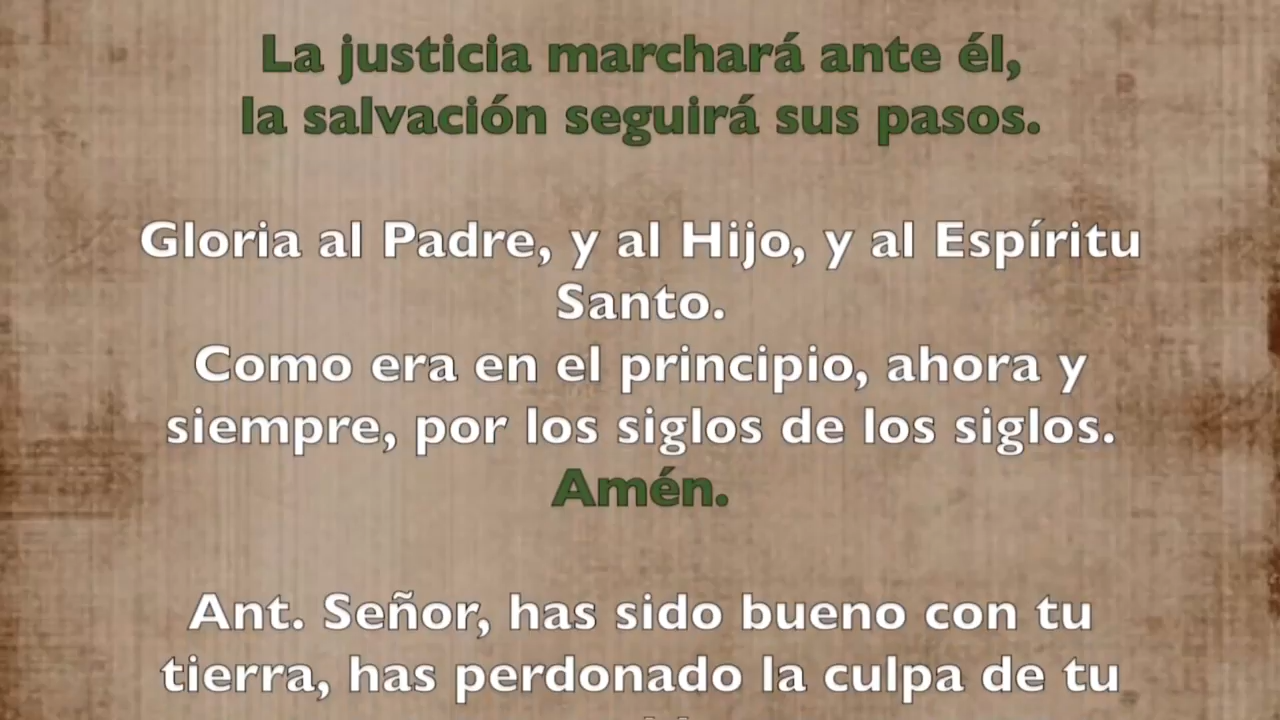 La justicia marchará ante él,
la salvación seguirá sus pasos.
Gloria al Padre, y al Hijo, y al Espíritu
Santo.
Como era en el principio, ahora y
siempre, por los siglos de los siglos.
Amén.
Ant. Señor, has sido bueno con tu
tierra, has perdonado la culpa de tu